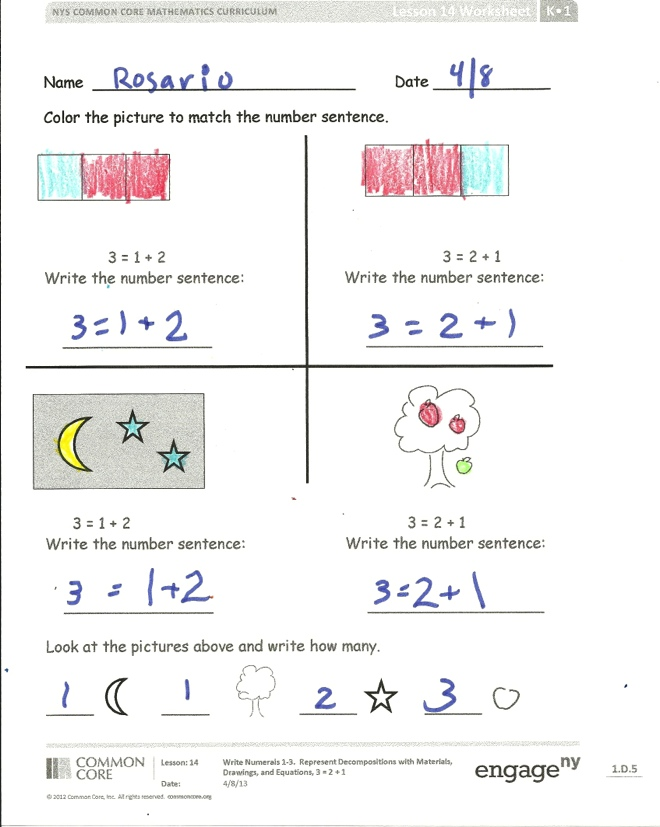 NYS COMMON CORE MATHEMATICS CURRICULUM Lesson 14 Worksheet K•1
Name Rosario Date 4/8
Color the picture to match the number sentence.
3 = 1 + 2 3 = 2 + 1
Write the number sentence: Write the number sentence:
3 = 1 + 2 3 = 2 + 1
3 = 1 + 2 3 = 2 + 1
Write the number sentence: Write the number sentence:
3 = 1 + 2 3 = 2 + 1
Look at the pictures above and write how many.
1 1 2 3
COMMON CORE Lesson: 14 Write Numerals 1-3. Represent Decompositions with Materials,
Drawings, and Equations, 3 = 2 + 1
Date: 4/8/13
engage ny 1.D.5
© 2012 Common Core, Inc. All rights reserved. commoncore.org